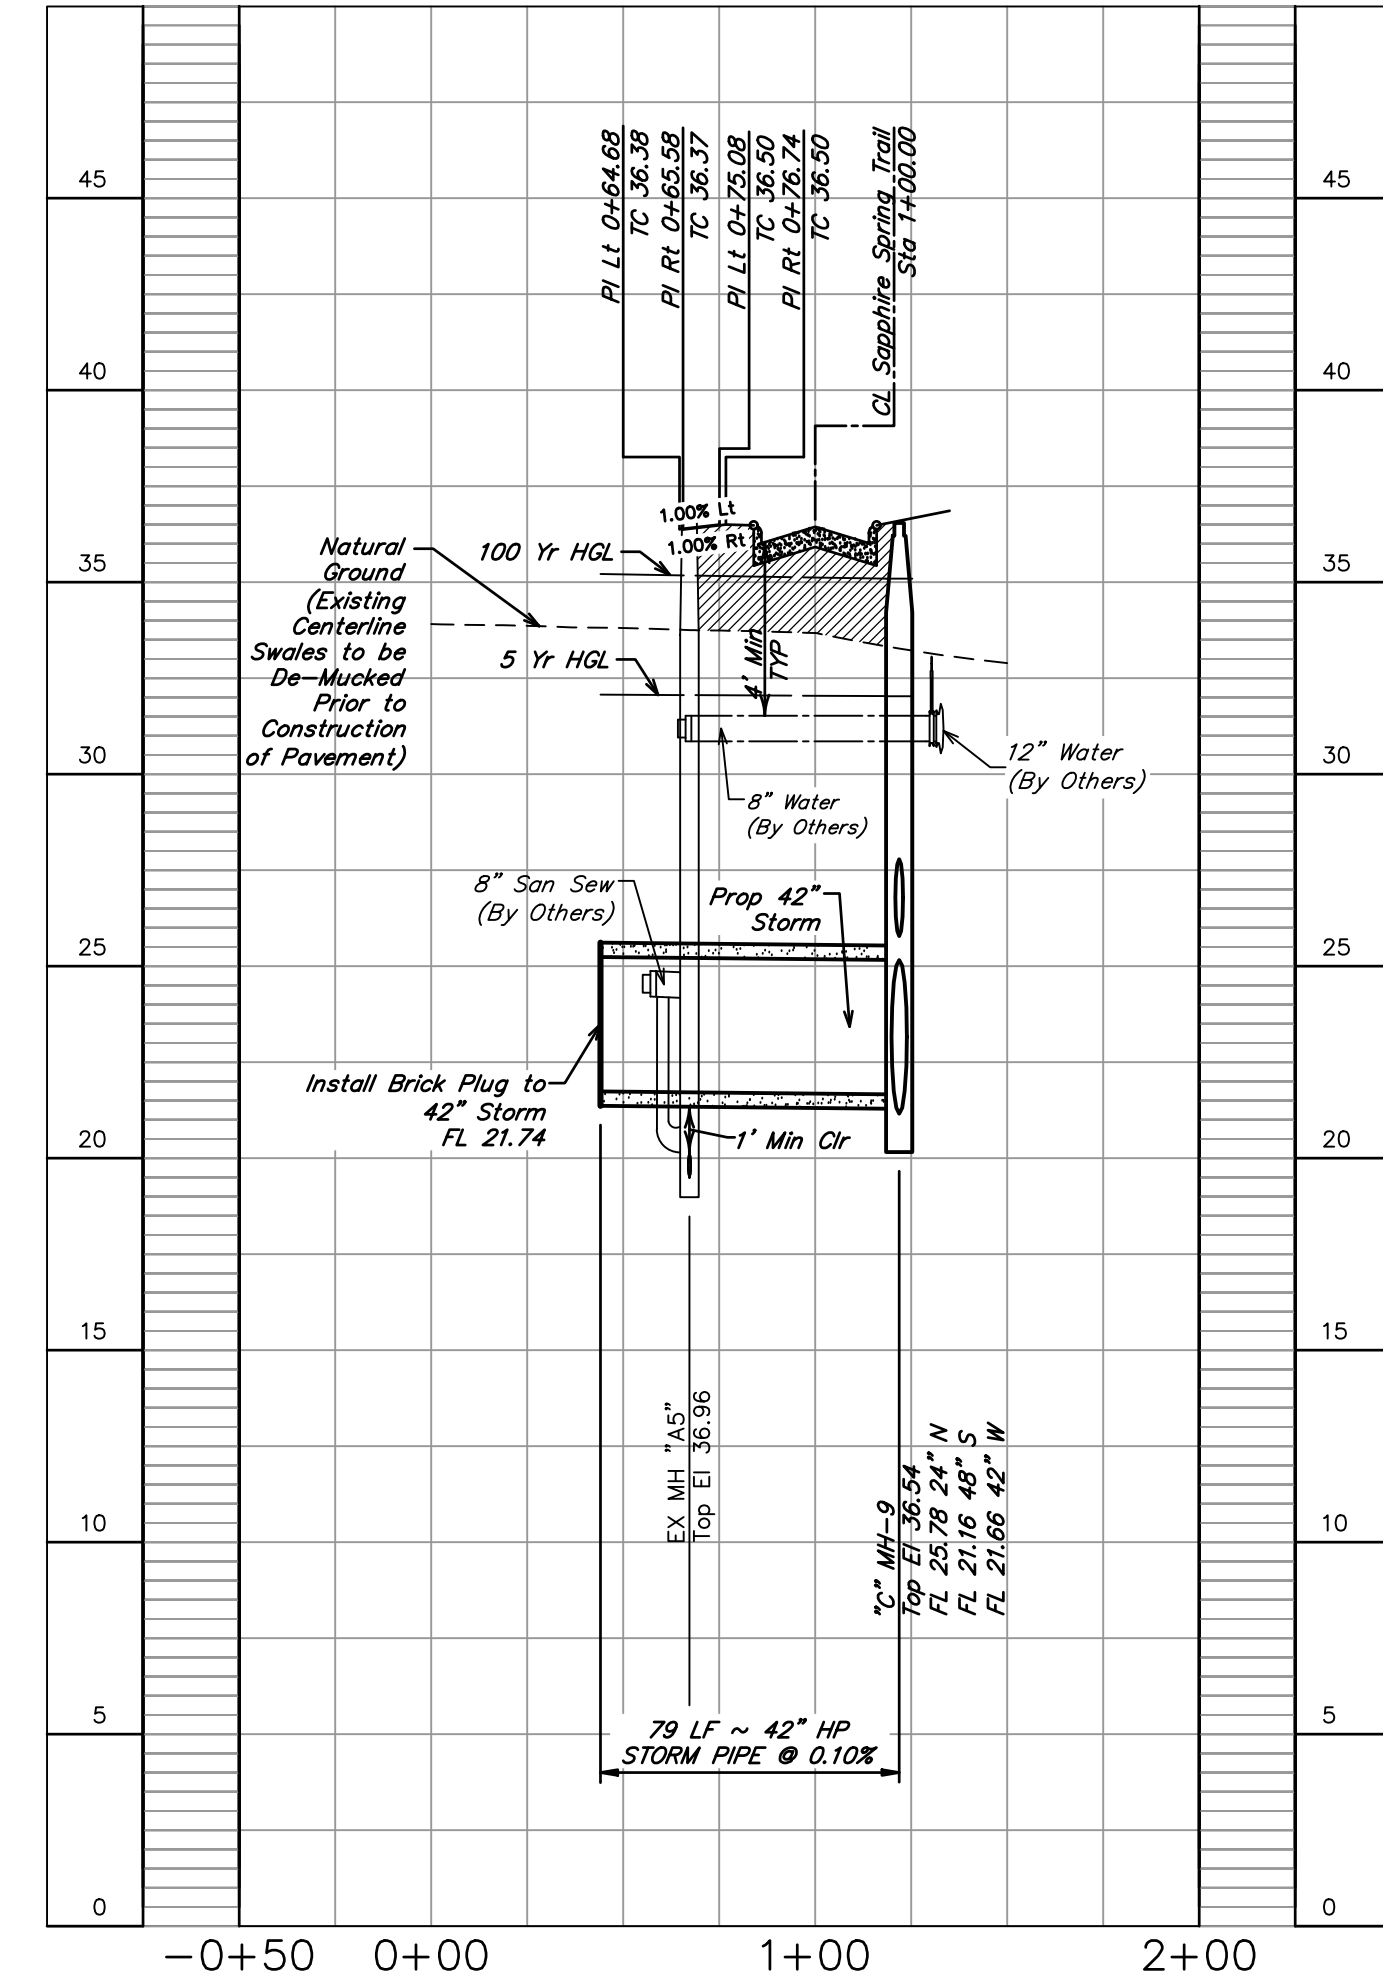 PI Lt 0+64.68
TC 36.38
PI Rt 0+65.58
TC 36.37
PI Lt 0+75.08
TC 36.50
PI Rt 0+76.74
TC 36.50
CL Sapphire Spring Trail
Sta 1+00.00
45
45
40
40
1.00% Lt
1.00% Rt
Natural
Ground
(Existing
Centerline
Swales to be
De-Mucked
Prior to
Construction
of Pavement)
100 Yr HGL
35
35
5 Yr HGL
4' Min
TYP
30
30
12" Water
(By Others)
8" Water
(By Others)
8" San Sew
(By Others)
Prop 42"
Storm
25
25
Install Brick Plug to
42" Storm
FL 21.74
1' Min Clr
20
20
15
15
EX MH "A5"
Top El 36.96
"C" MH-9
Top El 36.54
FL 25.78 24" N
FL 21.16 48" S
FL 21.66 42" W
10
10
5
5
79 LF ~ 42" HP
STORM PIPE @ 0.10%
0
0
-0+50
0+00
1+00
2+00